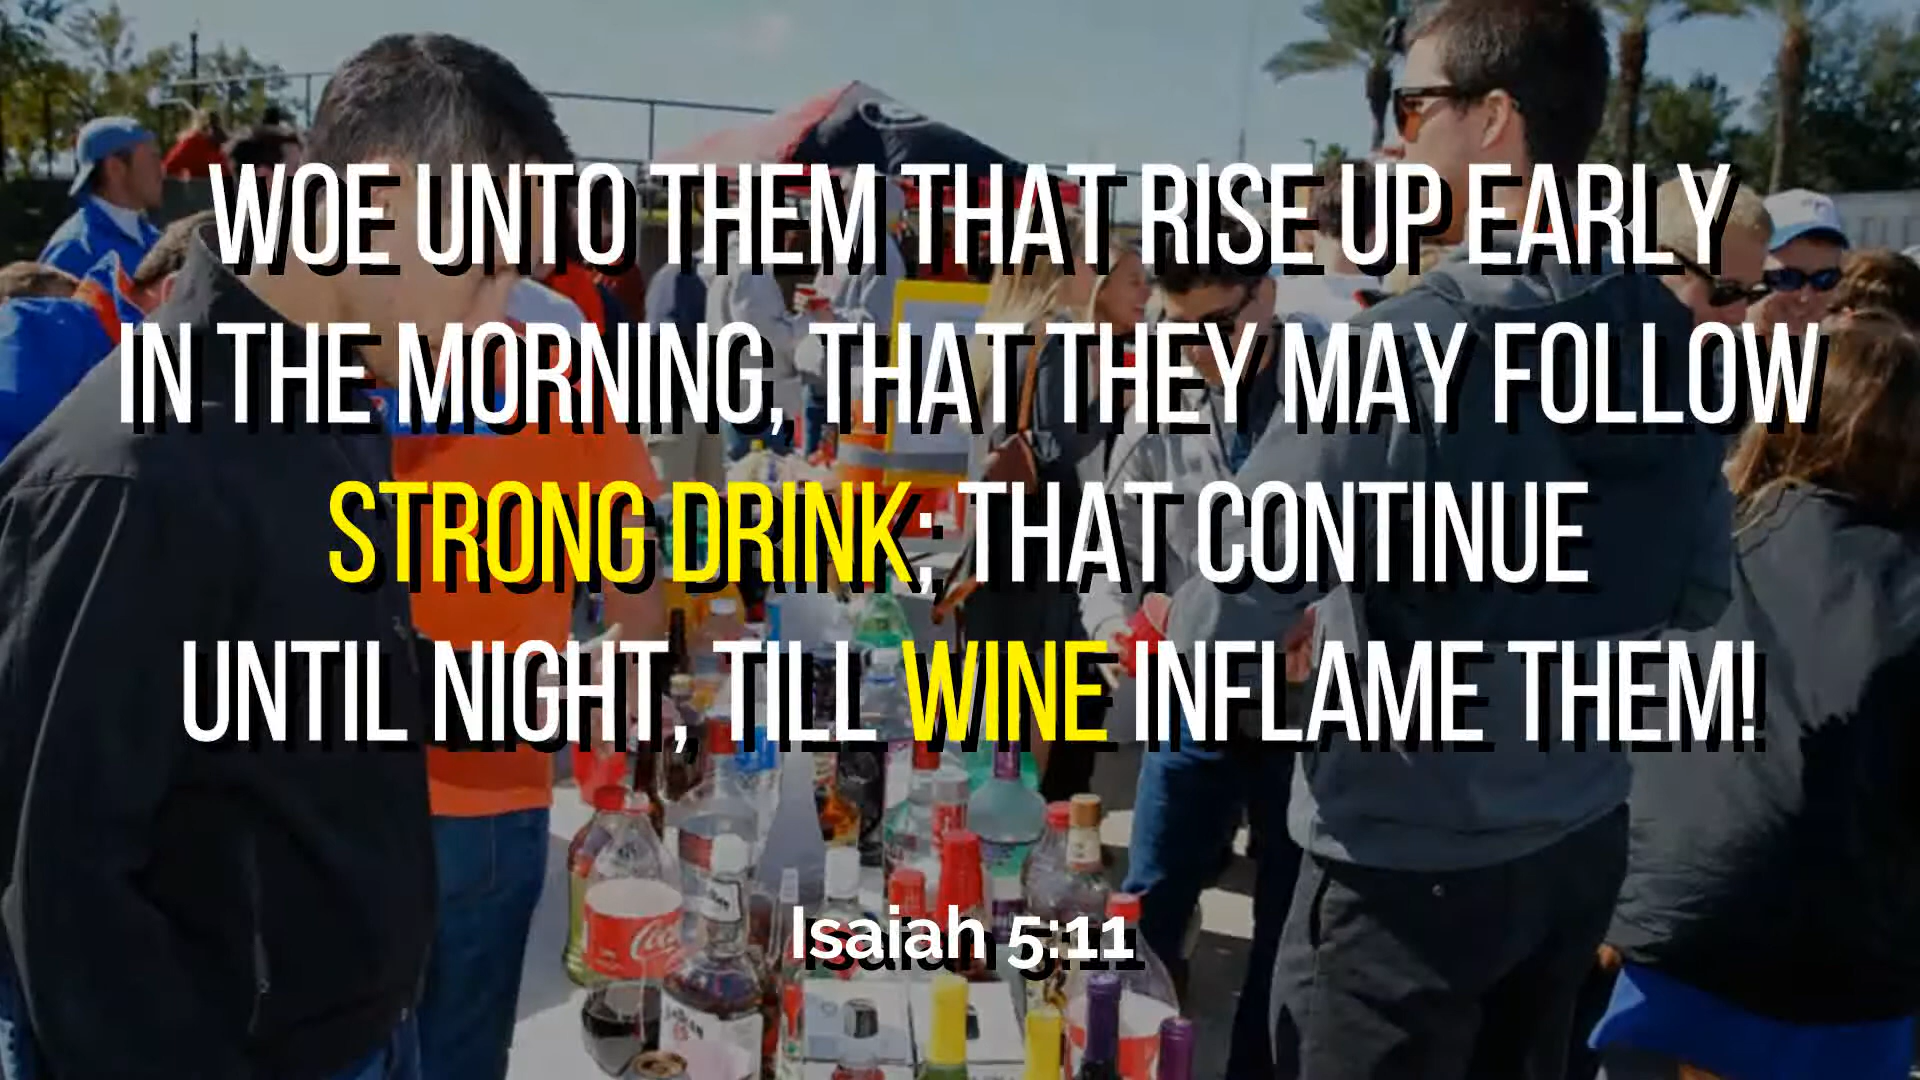 WOE UNTO THEM THAT RISE UP EARLY
IN THE MORNING, THAT THEY MAY FOLLOW
STRONG DRINK; THAT CONTINUE
UNTIL NIGHT, TILL WINE INFLAME THEM!
Isaiah 5:11